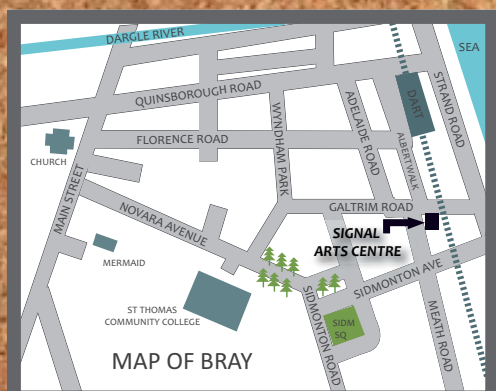 DARGLE RIVER
SEA
QUINSBOROUGH ROAD
DART
STRAND ROAD
WYNDHAM PARK
ADELAIDE ROAD
ALBERT WALK
FLORENCE ROAD
CHURCH
MAIN STREET
NOVARA AVENUE
GALTRIM ROAD
SIGNAL
ARTS CENTRE
MERMAID
SIDMONTON AVE
ST THOMAS
COMMUNITY COLLEGE
SIDMONTON ROAD
SIDM
SQ
MEATH ROAD
MAP OF BRAY